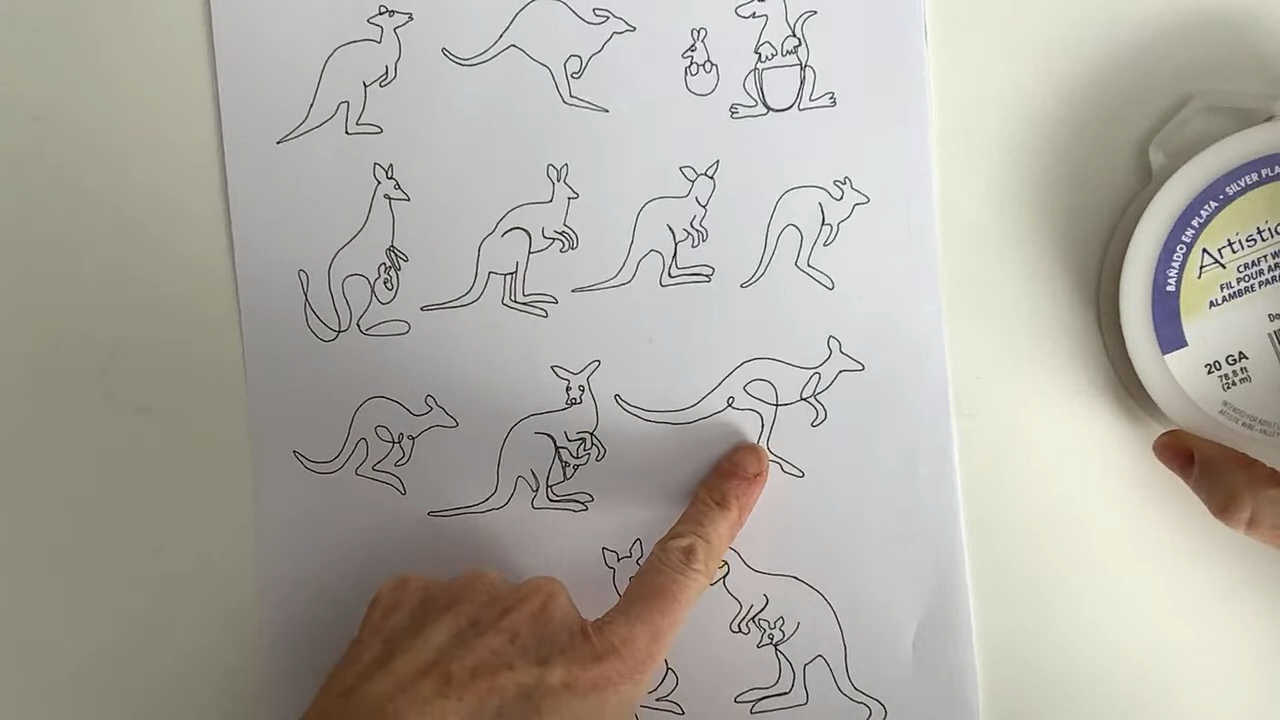 BAÑADO EN PLATA • SILVER PLA
Artistic
CRAFT W
FIL POUR AR
ALAMBRE PARA
20 GA
78.8 ft
(24 m)